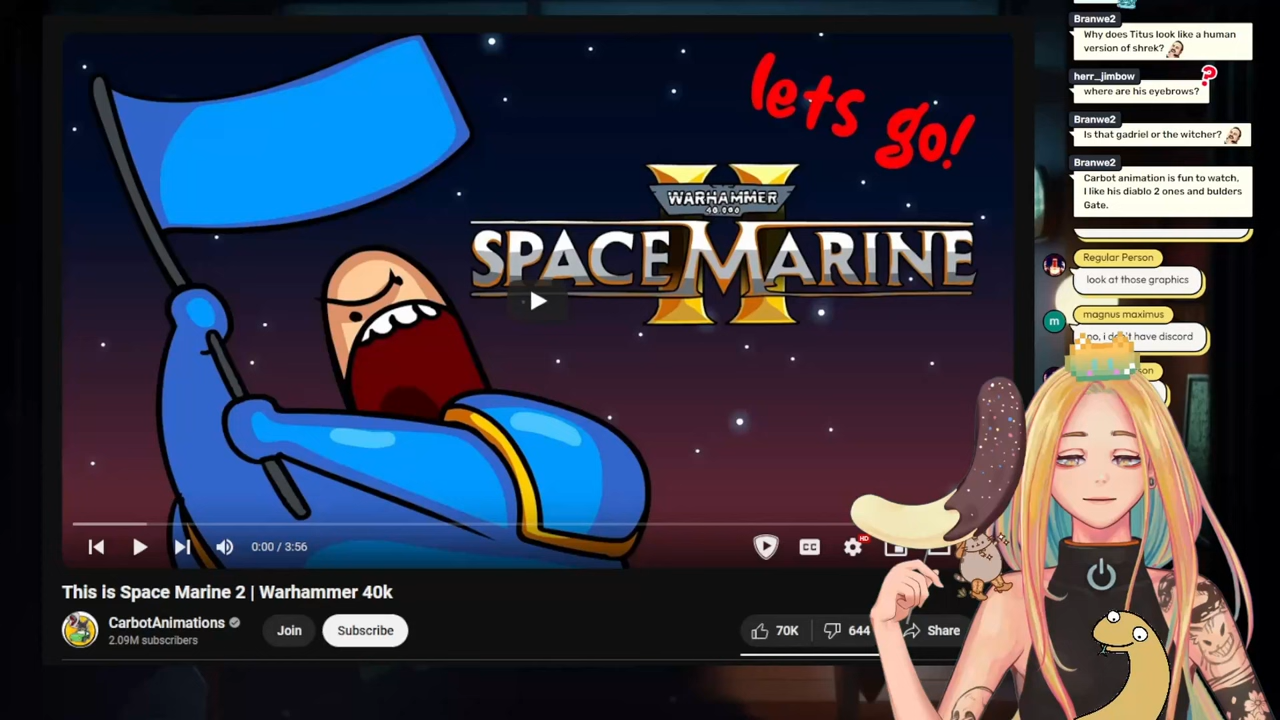 lets go!
WARHAMMER
40,000
SPACE MARINE
II
0:00 / 3:56
CC
HD
This is Space Marine 2 | Warhammer 40k
CarbotAnimations
2.09M subscribers
Join
Subscribe
70K
644
Share
Branwe2
Why does Titus look like a human
version of shrek?
herr_jimbow
where are his eyebrows?
Branwe2
Is that gadriel or the witcher?
Branwe2
Carbot animation is fun to watch,
I like his diablo 2 ones and bulders
Gate.
Regular Person
look at those graphics
m
magnus maximus
have discord